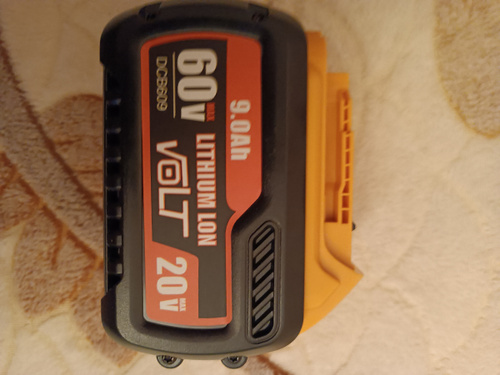 9.0Ah
60V MAX LITHIUM LON
DCB609 VOLT 20V MAX